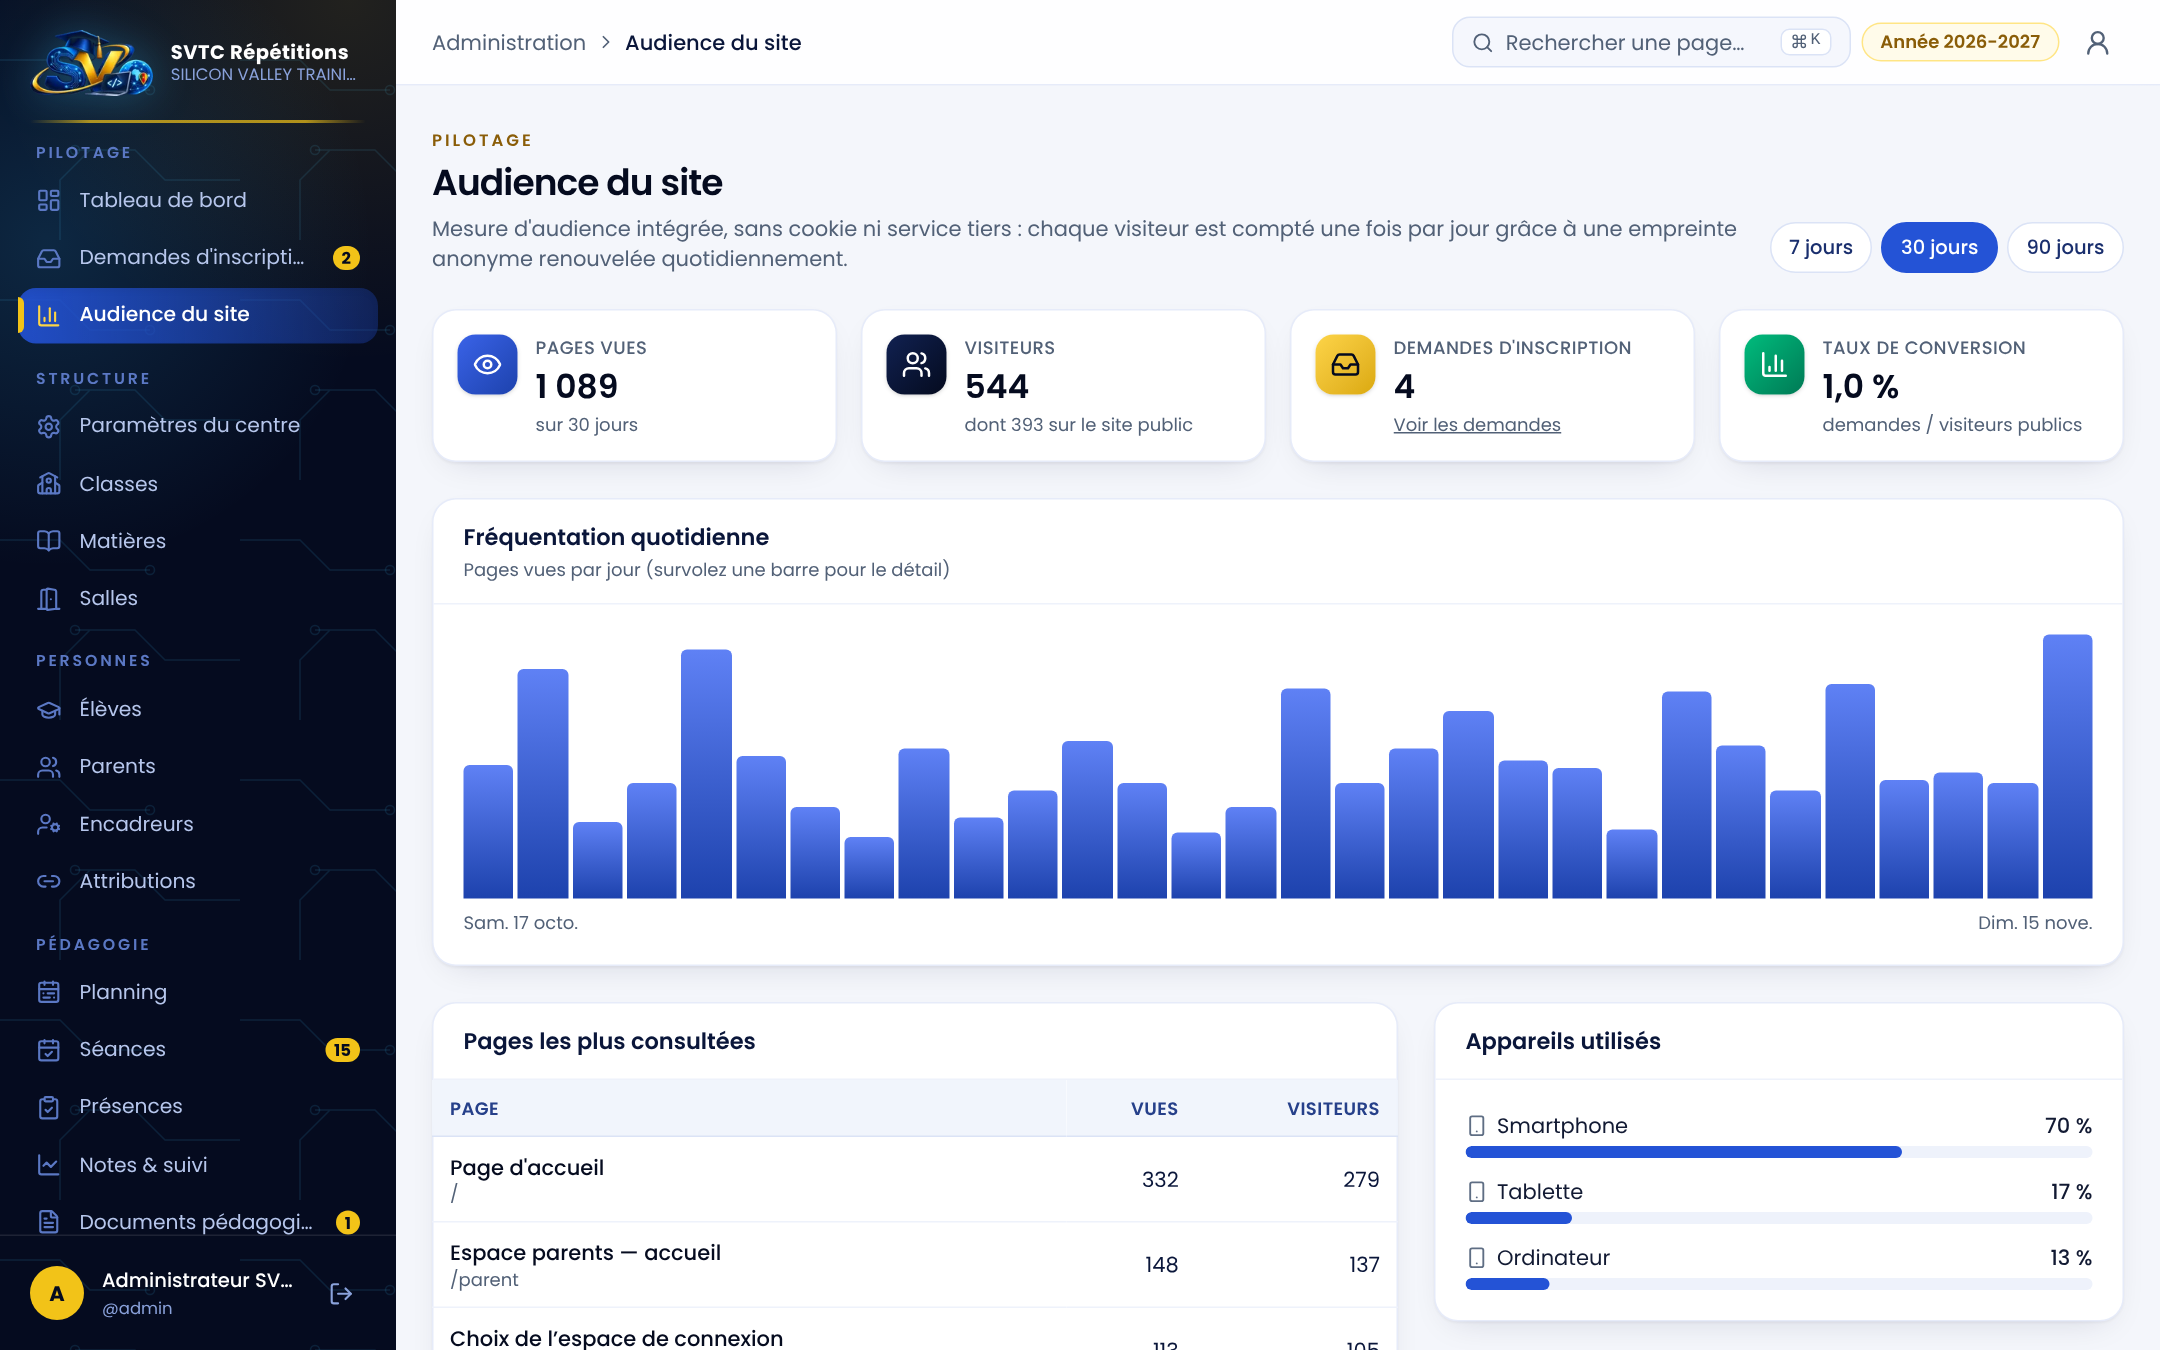 SV
SVTC Répétitions
SILICON VALLEY TRAINI...
PILOTAGE
Tableau de bord
Demandes d'inscripti... 2
Audience du site
STRUCTURE
Paramètres du centre
Classes
Matières
Salles
PERSONNES
Élèves
Parents
Encadreurs
Attributions
PÉDAGOGIE
Planning
Séances 15
Présences
Notes & suivi
Documents pédagogi... 1
A
Administrateur SV...
@admin
Administration > Audience du site
Rechercher une page... ⌘ K
Année 2026-2027
PILOTAGE
Audience du site
Mesure d'audience intégrée, sans cookie ni service tiers : chaque visiteur est compté une fois par jour grâce à une empreinte
anonyme renouvelée quotidiennement.
7 jours 30 jours 90 jours
PAGES VUES
1 089
sur 30 jours
VISITEURS
544
dont 393 sur le site public
DEMANDES D'INSCRIPTION
4
Voir les demandes
TAUX DE CONVERSION
1,0 %
demandes / visiteurs publics
Fréquentation quotidienne
Pages vues par jour (survolez une barre pour le détail)
Sam. 17 octo. Dim. 15 nove.
Pages les plus consultées
PAGE VUES VISITEURS
Page d'accueil 332 279
/
Espace parents — accueil 148 137
/parent
Choix de l’espace de connexion 113 105
Appareils utilisés
Smartphone 70 %
Tablette 17 %
Ordinateur 13 %